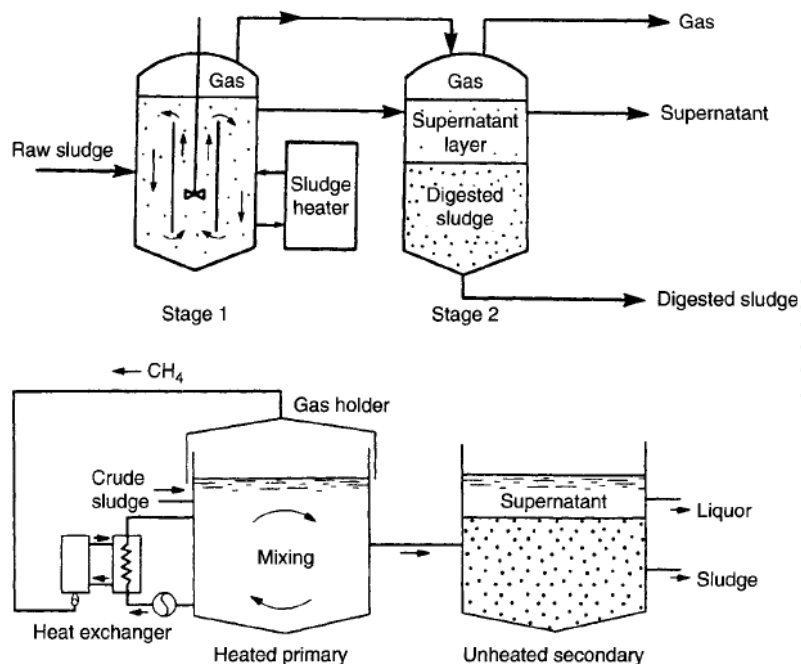 Gas
Gas
Gas
Supernatant
layer
Supernatant
Raw sludge
Sludge
heater
Digested
sludge
Digested sludge
Stage 1
Stage 2
CH₄
Gas holder
Crude
sludge
Mixing
Supernatant
Liquor
Sludge
Heat exchanger
Heated primary
Unheated secondary